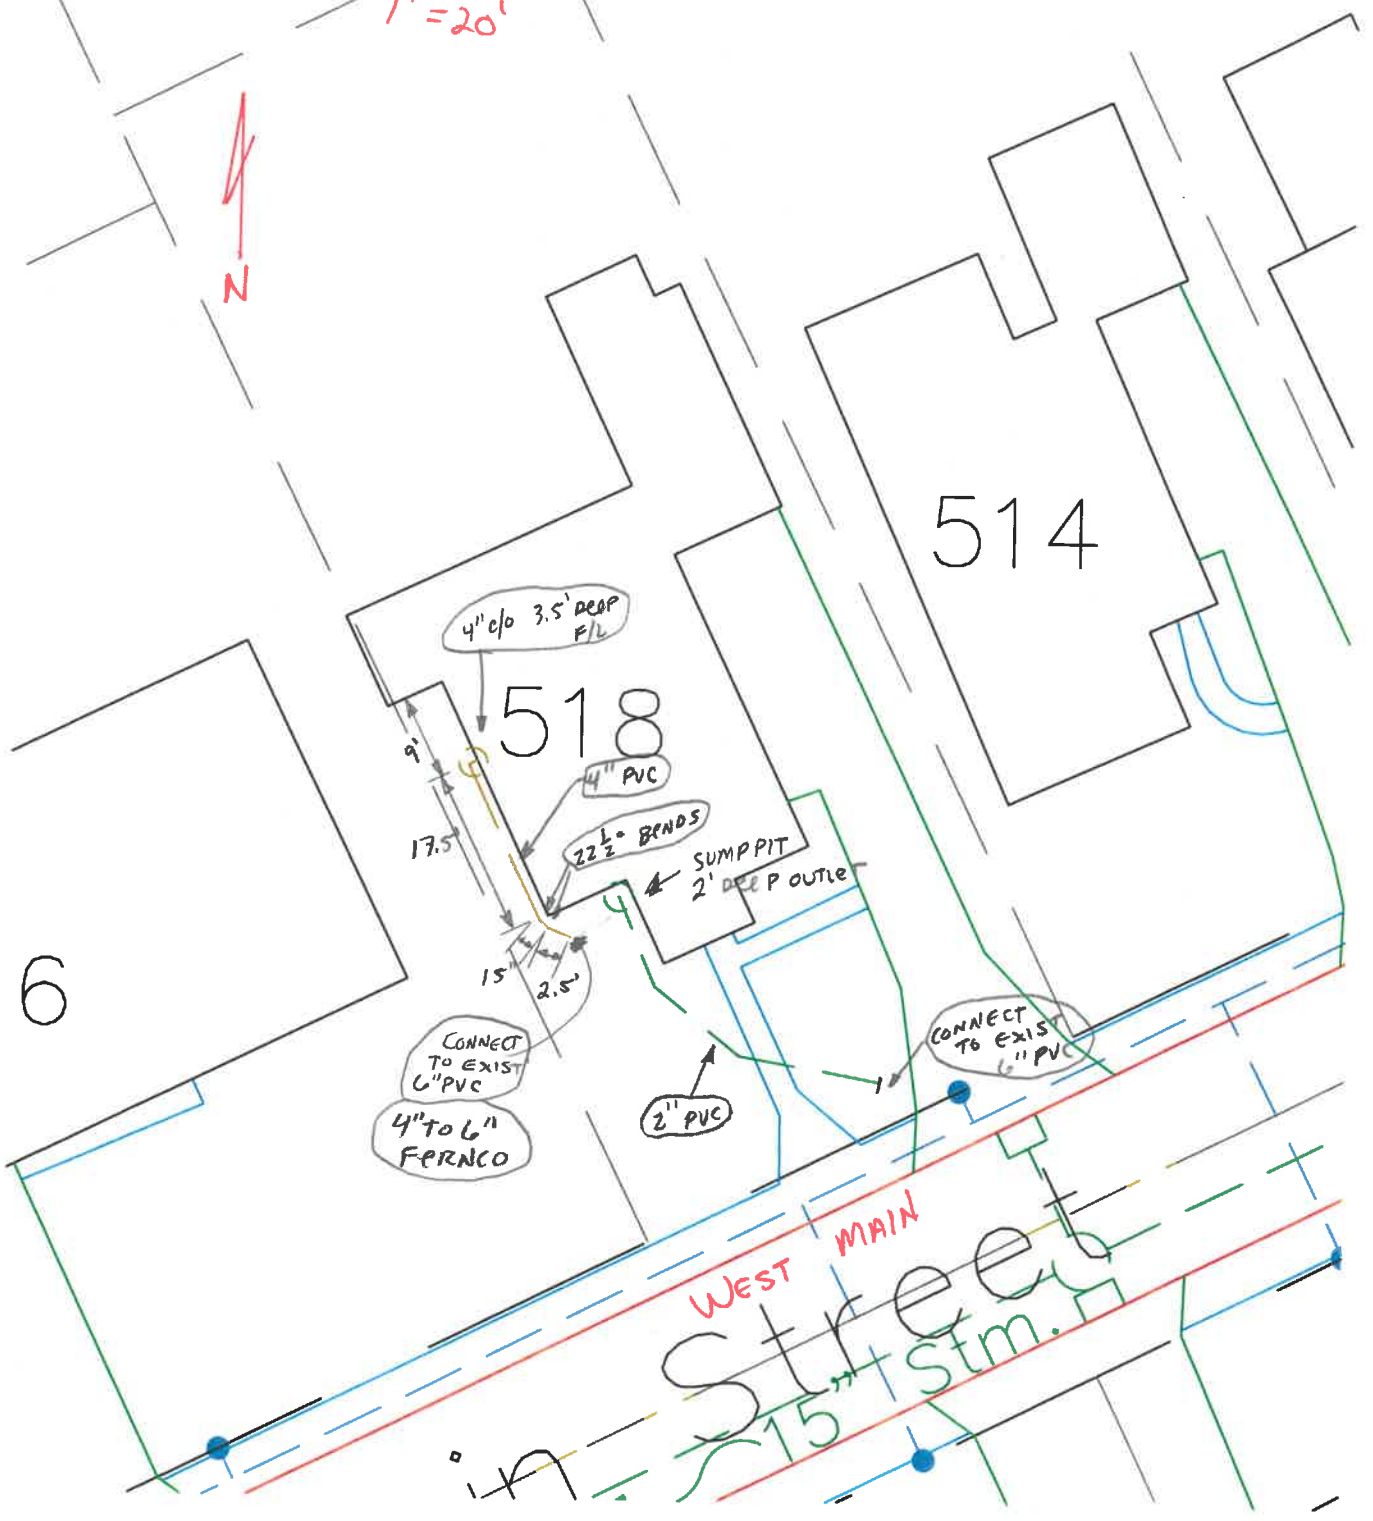 1" = 20'
N
514
4" c/o 3.5' DEEP
F/L
518
9'
4" PVC
22 1/2° BENDS
17.5'
SUMP PIT
2' DEEP OUTLET
6
15"
2.5'
CONNECT
TO EXIST
6" PVC
CONNECT
TO EXIST
6" PVC
4" TO 6"
FERNCO
2" PVC
WEST MAIN
in Street
15" Stm.